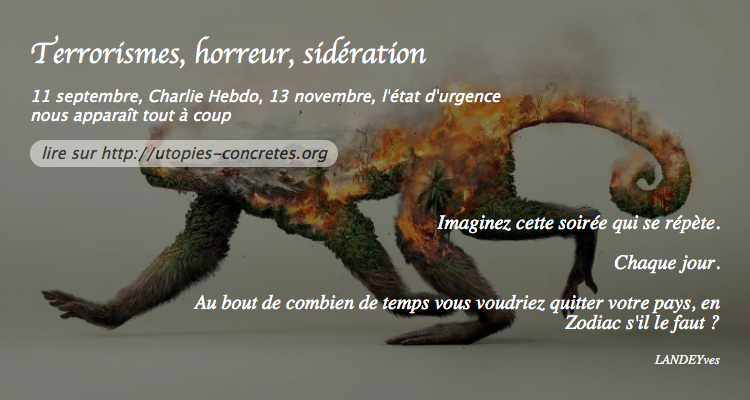 Terrorismes, horreur, sidération
11 septembre, Charlie Hebdo, 13 novembre, l'état d'urgence
nous apparaît tout à coup
lire sur http://utopies-concretes.org
Imaginez cette soirée qui se répète.
Chaque jour.
Au bout de combien de temps vous voudriez quitter votre pays, en
Zodiac s'il le faut ?
LANDEYves